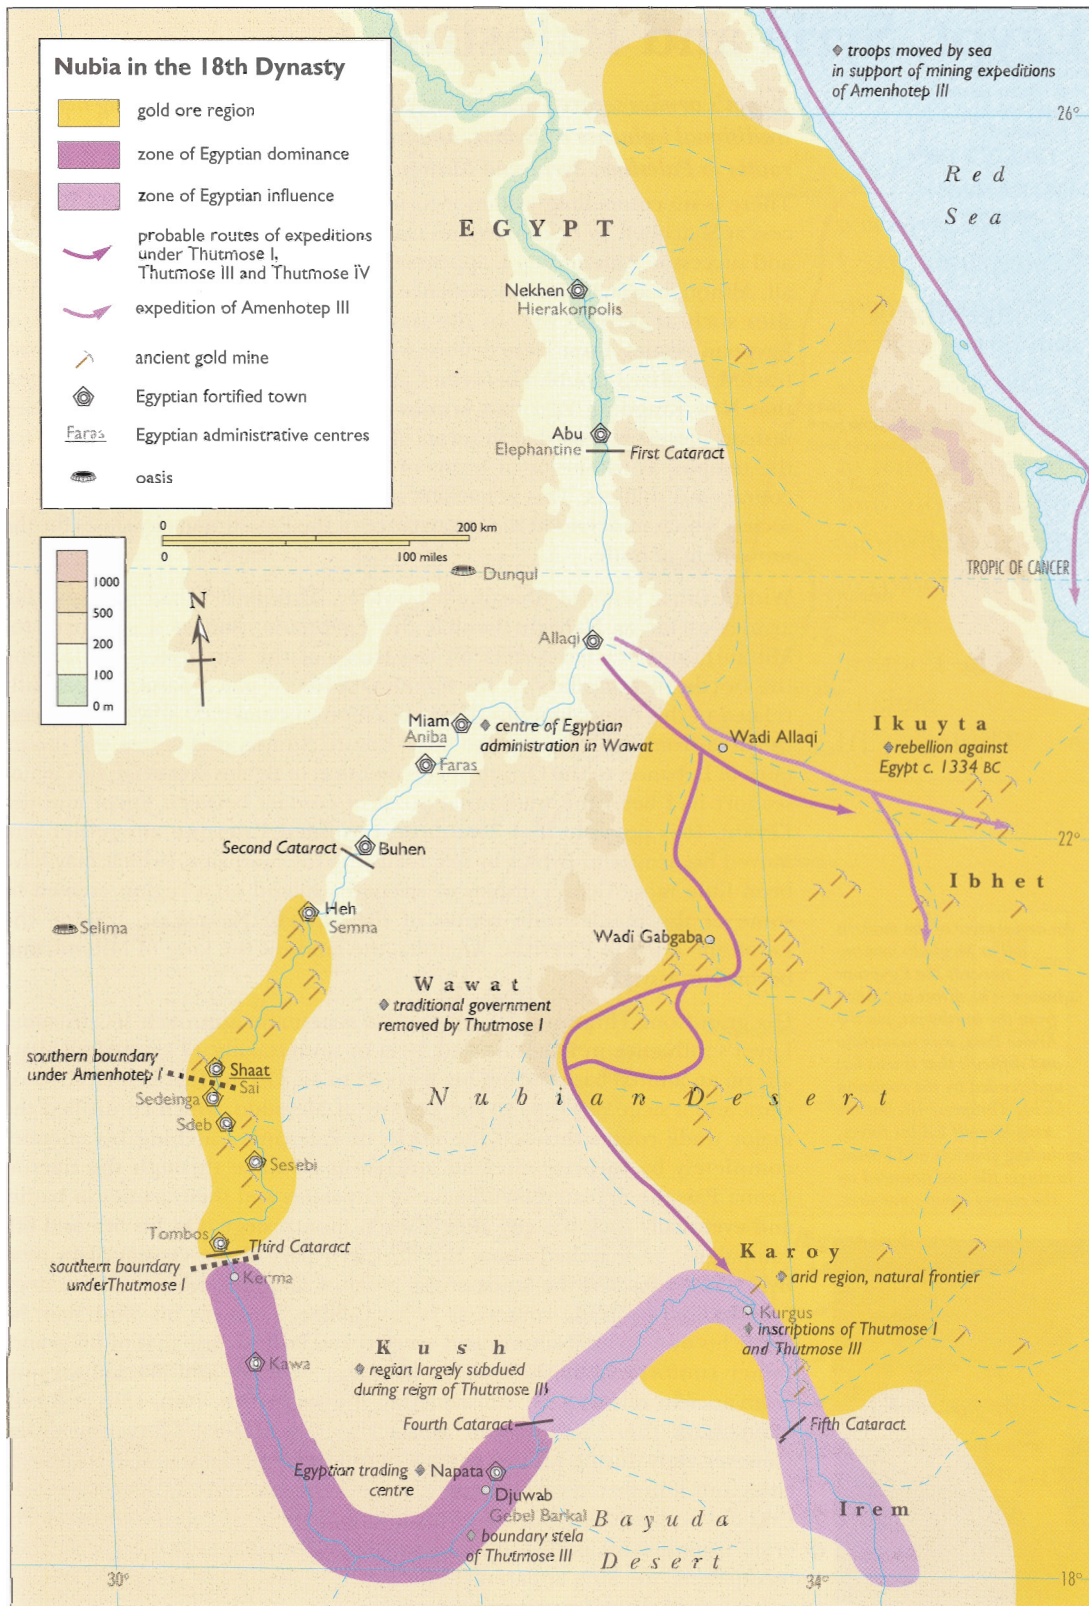 Nubia in the 18th Dynasty
gold ore region
zone of Egyptian dominance
zone of Egyptian influence
probable routes of expeditions
under Thutmose I,
Thutmose III and Thutmose IV
expedition of Amenhotep III
ancient gold mine
Egyptian fortified town
Faras
Egyptian administrative centres
oasis
troops moved by sea
in support of mining expeditions
of Amenhotep III
26°
Red
Sea
EGYPT
Nekhen
Hierakonpolis
Abu
Elephantine
First Cataract
0
200 km
0
100 miles
1000
500
200
100
0 m
N
Dunqul
TROPIC OF CANCER
Allaqi
Miam
Aniba
centre of Egyptian
administration in Wawat
Faras
Wadi Allaqi
Ikuyta
rebellion against
Egypt c. 1334 BC
22°
Second Cataract
Buhen
Ibhet
Heh
Semna
Selima
Wadi Gabgaba
Wawat
traditional government
removed by Thutmose I
southern boundary
under Amenhotep I
Shaat
Sai
Sedeinga
Sdeb
Nubian Desert
Sesebi
Tombos
Third Cataract
southern boundary
underThutmose I
Kerma
Karoy
arid region, natural frontier
Kurgus
inscriptions of Thutmose I
and Thutmose III
Kush
region largely subdued
during reign of Thutmose III
Kawa
Fourth Cataract
Fifth Cataract
Egyptian trading
centre
Napata
Djuwab
Gebel Barkal
boundary stela
of Thutmose III
Bayuda
Desert
Irem
30°
34°
18°